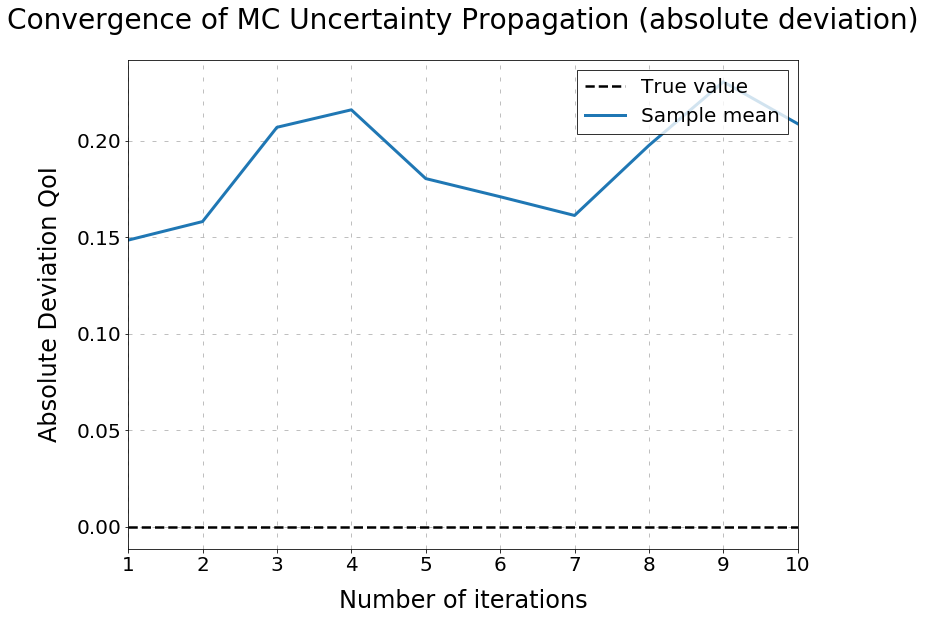 Convergence of MC Uncertainty Propagation (absolute deviation)
True value
Sample mean
Absolute Deviation QoI
0.20
0.15
0.10
0.05
0.00
1 2 3 4 5 6 7 8 9 10
Number of iterations